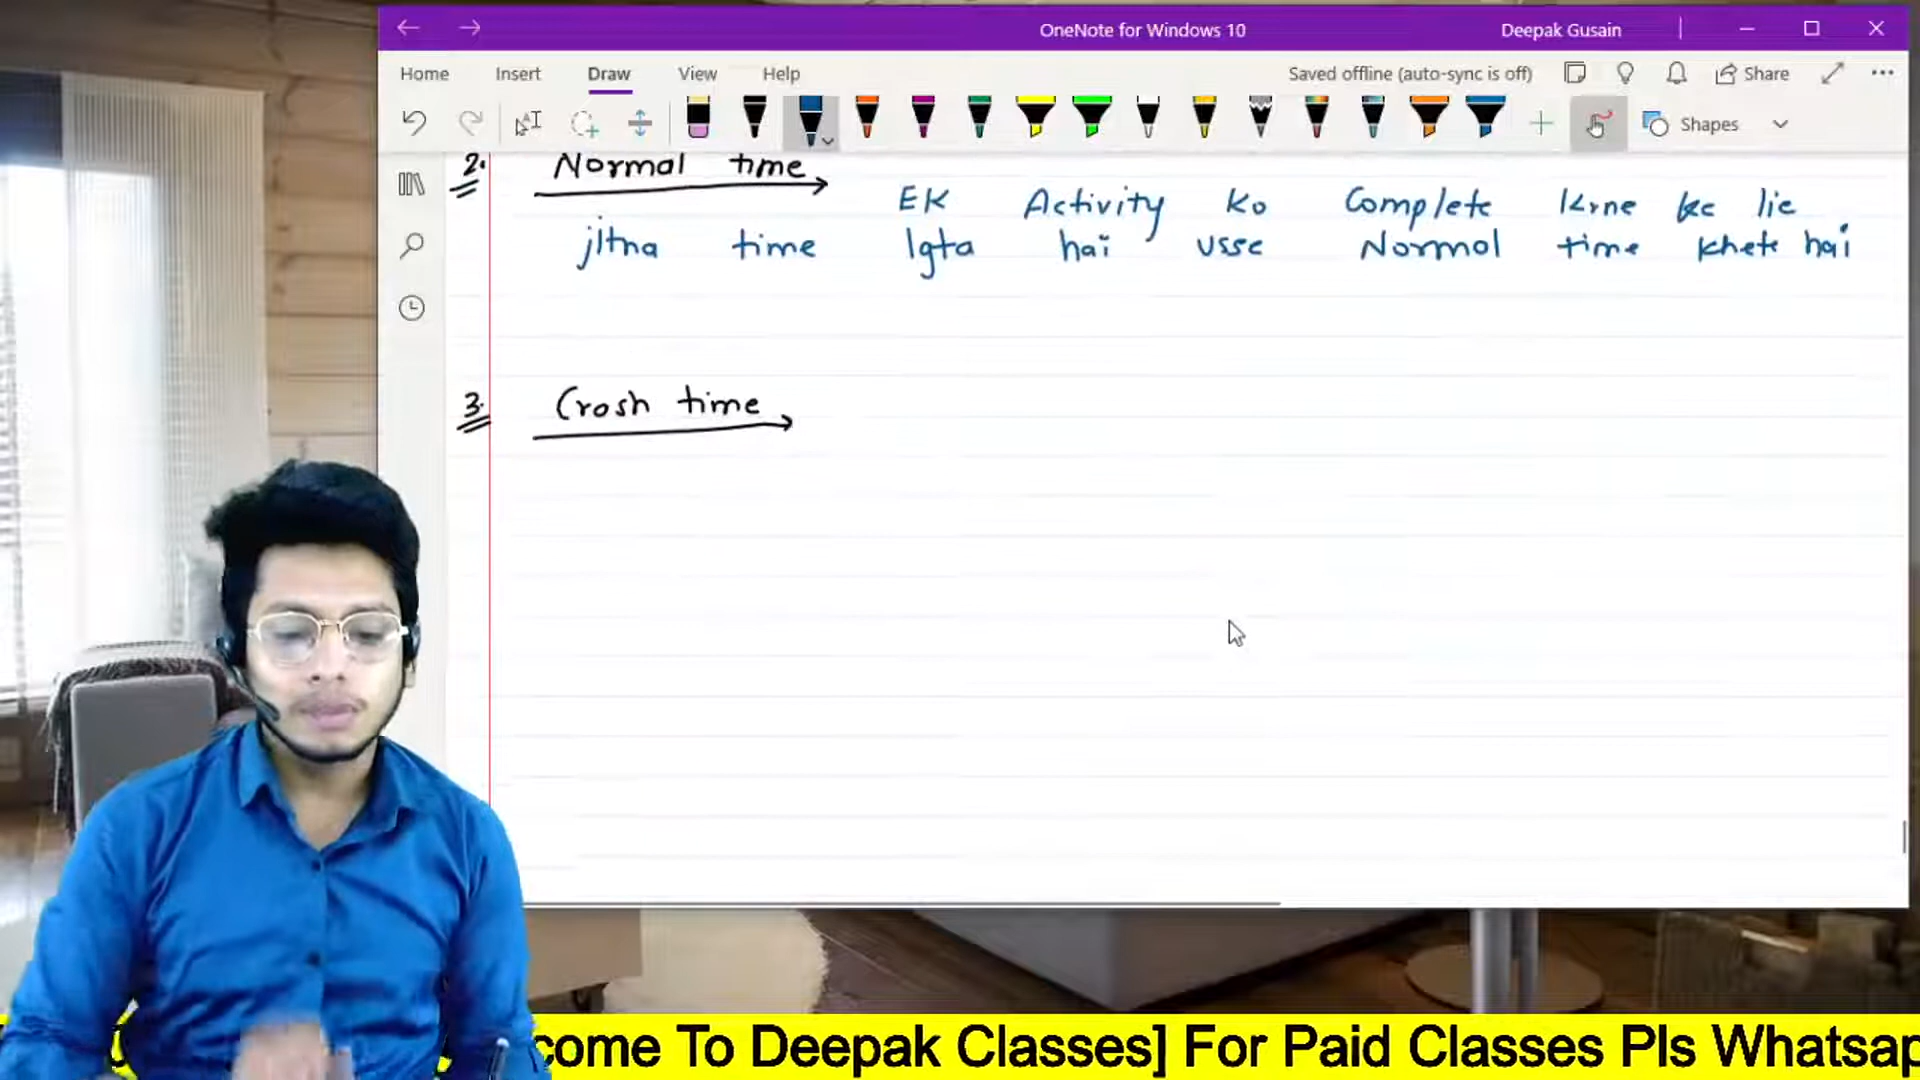 OneNote for Windows 10
Deepak Gusain
Home Insert Draw View Help
Saved offline (auto-sync is off)
Share
Shapes
2. Normal time
EK Activity Ko Complete Krne ke lie
jitna time lgta hai usse Normal time khete hai
3. Crash time
come To Deepak Classes] For Paid Classes Pls Whatsap